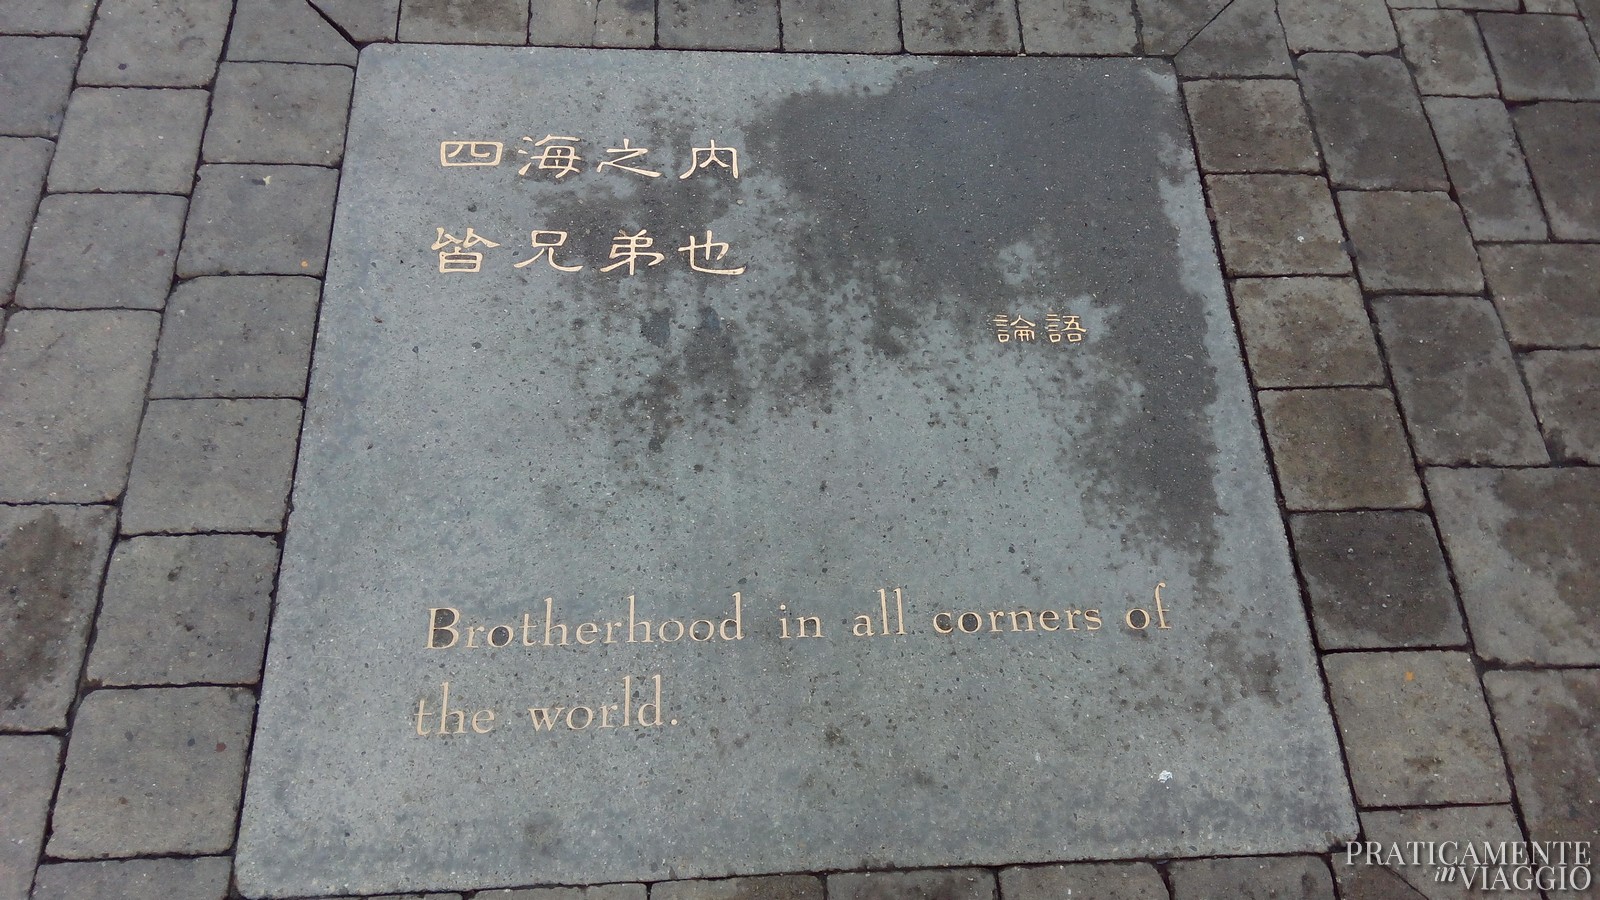 四海之内
皆兄弟也
論語
Brotherhood in all corners of
the world.
PRATICAMENTE
in VIAGGIO